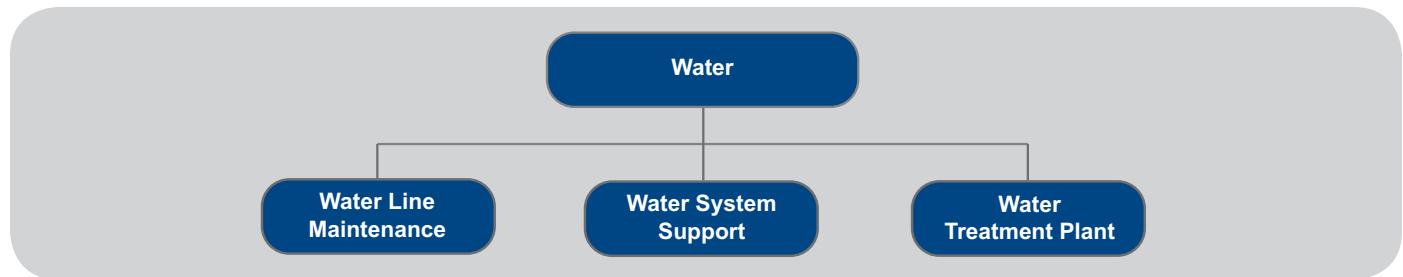 Water
Water Line
Maintenance
Water System
Support
Water
Treatment Plant